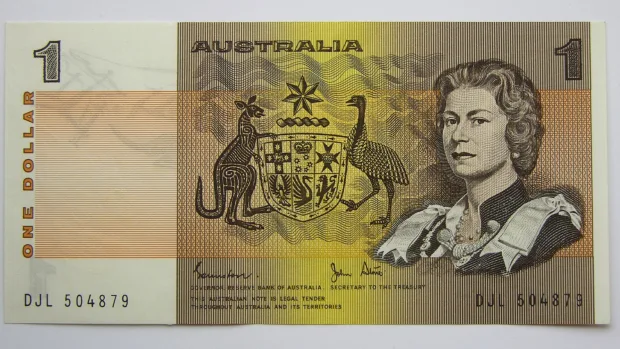 1
AUSTRALIA
1
ONE DOLLAR
GOVERNOR, RESERVE BANK OF AUSTRALIA. SECRETARY TO THE TREASURY
THIS AUSTRALIAN NOTE IS LEGAL TENDER
THROUGHOUT AUSTRALIA AND ITS TERRITORIES
DJL 504879
DJL 504879